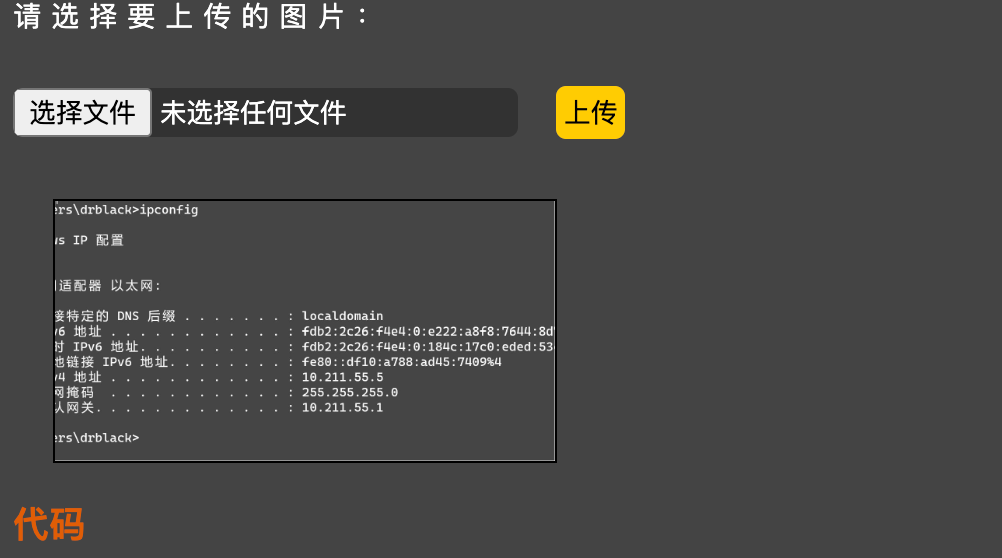 请选择要上传的图片：
选择文件 未选择任何文件 上传
ers\drblack>ipconfig
ws IP 配置
适配器 以太网:
接特定的 DNS 后缀 . . . . . . . : localdomain
v6 地址 . . . . . . . . . . . . : fdb2:2c26:f4e4:0:e222:a8f8:7644:8d
时 IPv6 地址. . . . . . . . . . : fdb2:2c26:f4e4:0:184c:17c0:eded:53
地链接 IPv6 地址. . . . . . . . : fe80::df10:a788:ad45:7409%4
v4 地址 . . . . . . . . . . . . : 10.211.55.5
网掩码 . . . . . . . . . . . . : 255.255.255.0
认网关. . . . . . . . . . . . . : 10.211.55.1
ers\drblack>
代码